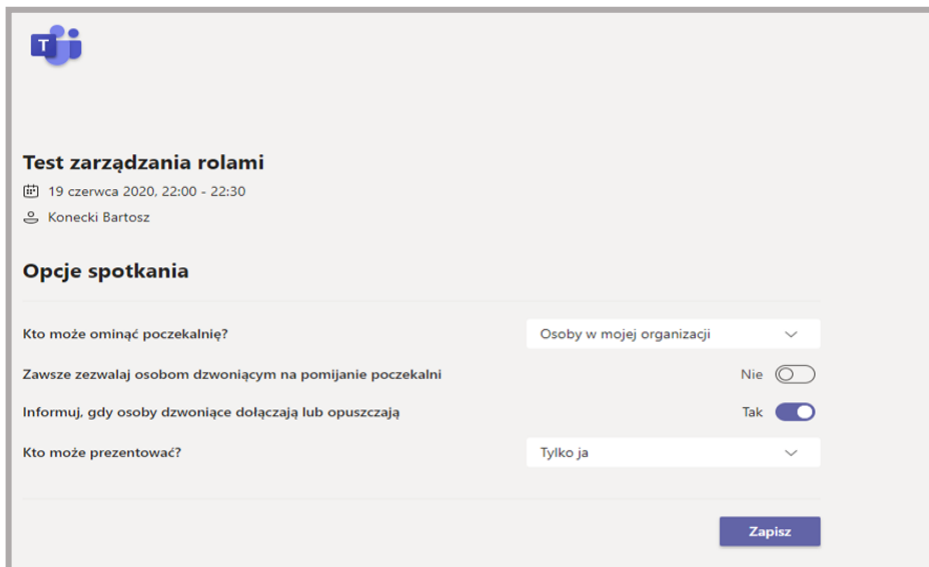 T
Test zarządzania rolami
19 czerwca 2020, 22:00 - 22:30
Konecki Bartosz
Opcje spotkania
Kto może ominąć poczekalnię? Osoby w mojej organizacji
Zawsze zezwalaj osobom dzwoniącym na pomijanie poczekalni Nie
Informuj, gdy osoby dzwoniące dołączają lub opuszczają Tak
Kto może prezentować? Tylko ja
Zapisz